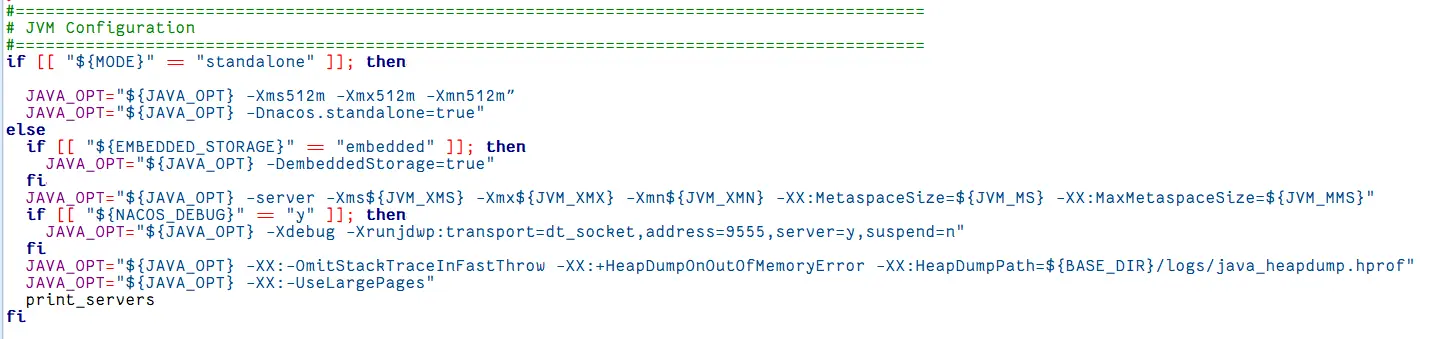 #===========================================================================================
# JVM Configuration
#===========================================================================================
if [[ "${MODE}" == "standalone" ]]; then
JAVA_OPT="${JAVA_OPT} -Xms512m -Xmx512m -Xmn512m”
JAVA_OPT="${JAVA_OPT} -Dnacos.standalone=true"
else
if [[ "${EMBEDDED_STORAGE}" == "embedded" ]]; then
JAVA_OPT="${JAVA_OPT} -DembeddedStorage=true"
fi
JAVA_OPT="${JAVA_OPT} -server -Xms${JVM_XMS} -Xmx${JVM_XMX} -Xmn${JVM_XMN} -XX:MetaspaceSize=${JVM_MS} -XX:MaxMetaspaceSize=${JVM_MMS}"
if [[ "${NACOS_DEBUG}" == "y" ]]; then
JAVA_OPT="${JAVA_OPT} -Xdebug -Xrunjdwp:transport=dt_socket,address=9555,server=y,suspend=n"
fi
JAVA_OPT="${JAVA_OPT} -XX:-OmitStackTraceInFastThrow -XX:+HeapDumpOnOutOfMemoryError -XX:HeapDumpPath=${BASE_DIR}/logs/java_heapdump.hprof"
JAVA_OPT="${JAVA_OPT} -XX:-UseLargePages"
print_servers
fi